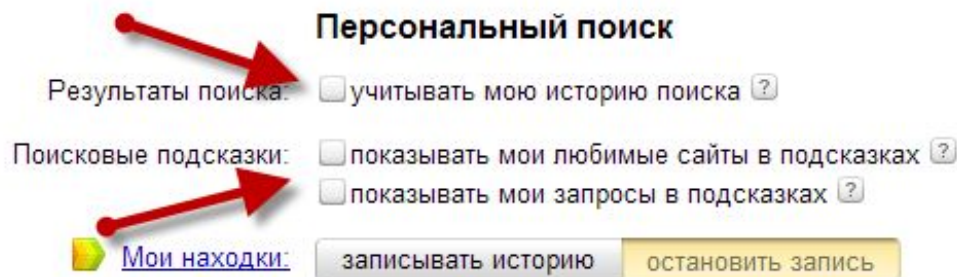 Персональный поиск
Результаты поиска: учитывать мою историю поиска ?
Поисковые подсказки: показывать мои любимые сайты в подсказках ?
показывать мои запросы в подсказках ?
Мои находки: записывать историю остановить запись